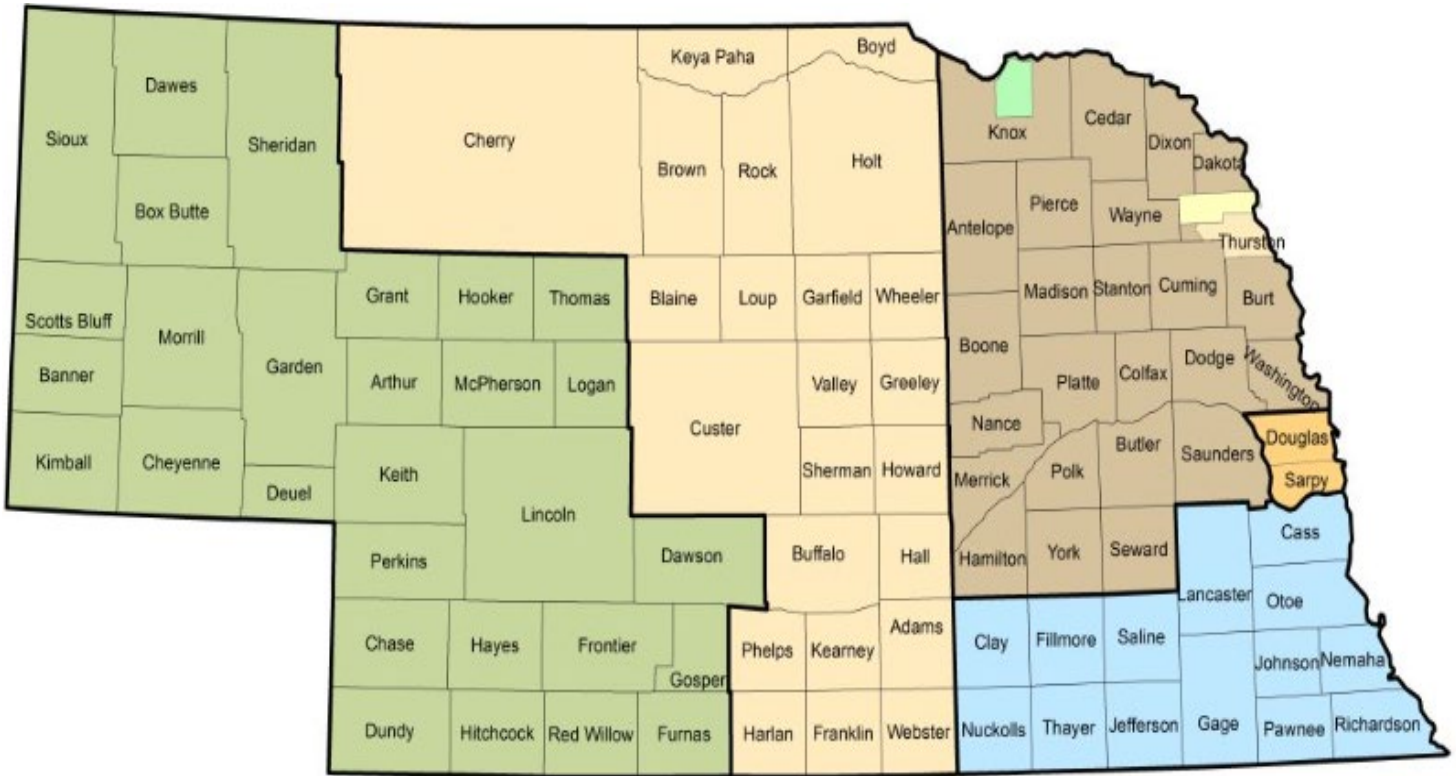 Boyd
Keya Paha
Dawes
Sioux
Sheridan
Cherry
Brown
Rock
Holt
Knox
Cedar
Dixon
Dakota
Box Butte
Antelope
Pierce
Wayne
Thurston
Scotts Bluff
Morrill
Grant
Hooker
Thomas
Blaine
Loup
Garfield
Wheeler
Madison
Stanton
Cuming
Burt
Banner
Garden
Arthur
McPherson
Logan
Valley
Greeley
Boone
Platte
Colfax
Dodge
Washington
Kimball
Cheyenne
Deuel
Keith
Lincoln
Custer
Sherman
Howard
Nance
Merrick
Polk
Butler
Saunders
Douglas
Sarpy
Perkins
Dawson
Buffalo
Hall
Hamilton
York
Seward
Cass
Lancaster
Otoe
Chase
Hayes
Frontier
Gosper
Phelps
Kearney
Adams
Clay
Fillmore
Saline
Johnson
Nemaha
Dundy
Hitchcock
Red Willow
Furnas
Harlan
Franklin
Webster
Nuckolls
Thayer
Jefferson
Gage
Pawnee
Richardson